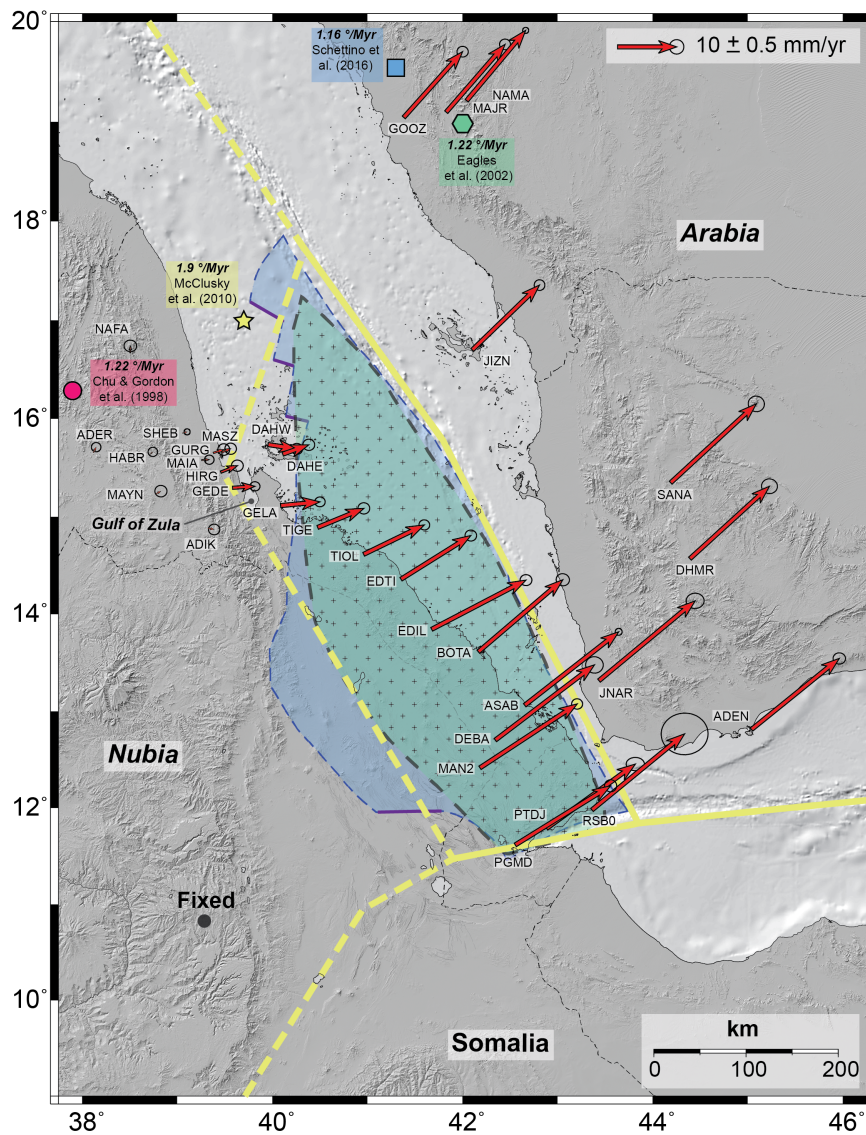 20°
18°
16°
14°
12°
10°
38°
40°
42°
44°
46°
1.16 °/Myr
Schettino et
al. (2016)
10 ± 0.5 mm/yr
NAMA
MAJR
GOOZ
1.22 °/Myr
Eagles
et al. (2002)
Arabia
1.9 °/Myr
McClusky
et al. (2010)
NAFA
1.22 °/Myr
Chu & Gordon
et al. (1998)
JIZN
ADER
SHEB
HABR
GURG
MASZ
MAIA
HIRG
GEDE
DAHW
DAHE
MAYN
Gulf of Zula
GELA
ADIK
TIGE
TIOL
EDTI
SANA
DHMR
EDIL
BOTA
ASAB
JNAR
DEBA
MAN2
ADEN
Nubia
PTDJ
RSB0
PGMD
Fixed
Somalia
km
0 100 200